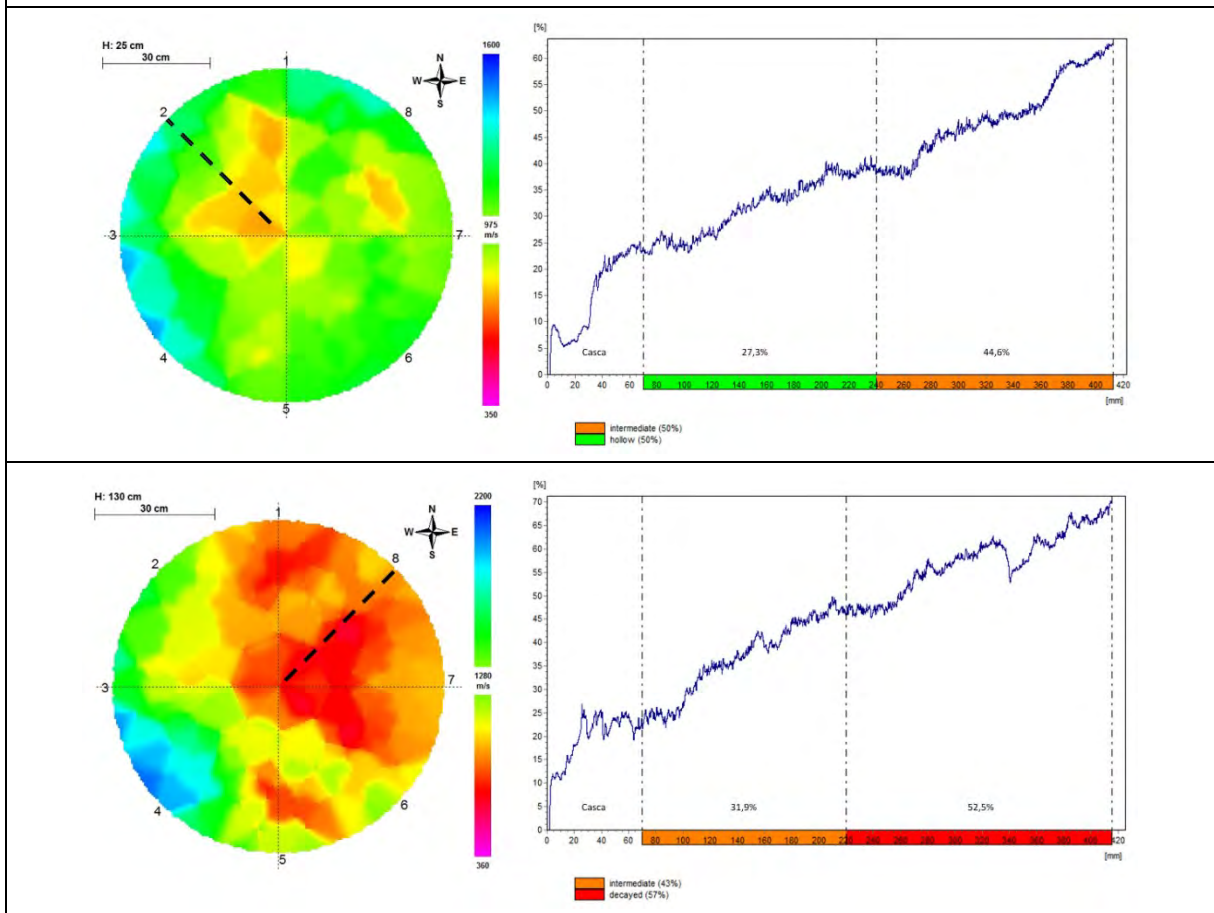 H: 25 cm
30 cm
N
W E
S
1
2
8
3
7
4
6
5
1600
975
m/s
350
[%]
60
55
50
45
40
35
30
25
20
15
10
5
0
Casca 27,3% 44,6%
0 20 40 60 80 100 120 140 160 180 200 220 240 260 280 300 320 340 360 380 400 420
[mm]
intermediate (50%)
hollow (50%)
H: 130 cm
30 cm
N
W E
S
1
2
8
3
7
4
6
5
2200
1280
m/s
360
[%]
70
65
60
55
50
45
40
35
30
25
20
15
10
5
0
Casca 31,9% 52,5%
0 20 40 60 80 100 120 140 160 180 200 220 240 260 280 300 320 340 360 380 400 420
[mm]
intermediate (43%)
decayed (57%)